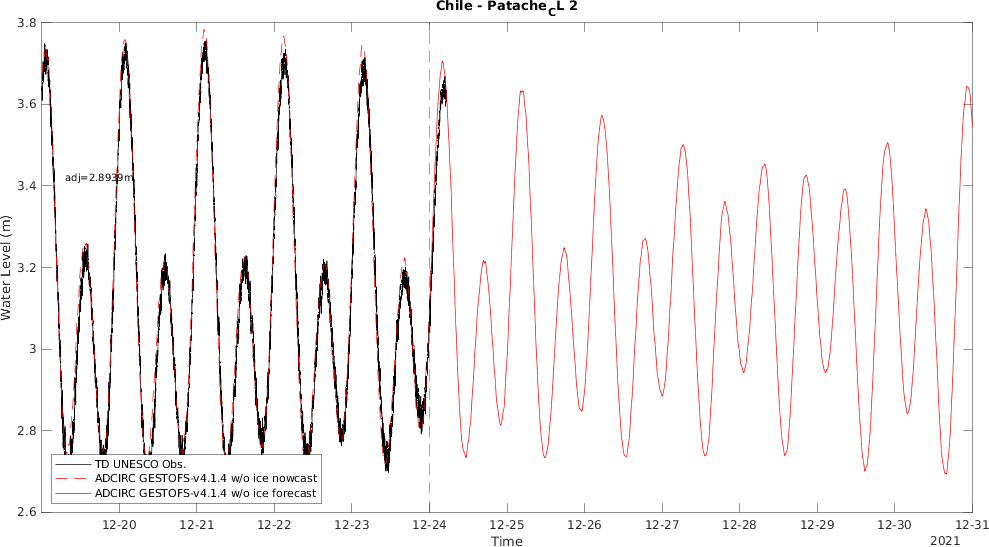 Chile - Patache_CL 2
3.8
3.6
3.4
adj=2.8939m
3.2
Water Level (m)
3
2.8
2.6
TD UNESCO Obs.
ADCIRC GESTOFS-v4.1.4 w/o ice nowcast
ADCIRC GESTOFS-v4.1.4 w/o ice forecast
12-20 12-21 12-22 12-23 12-24 12-25 12-26 12-27 12-28 12-29 12-30 12-31
Time
2021